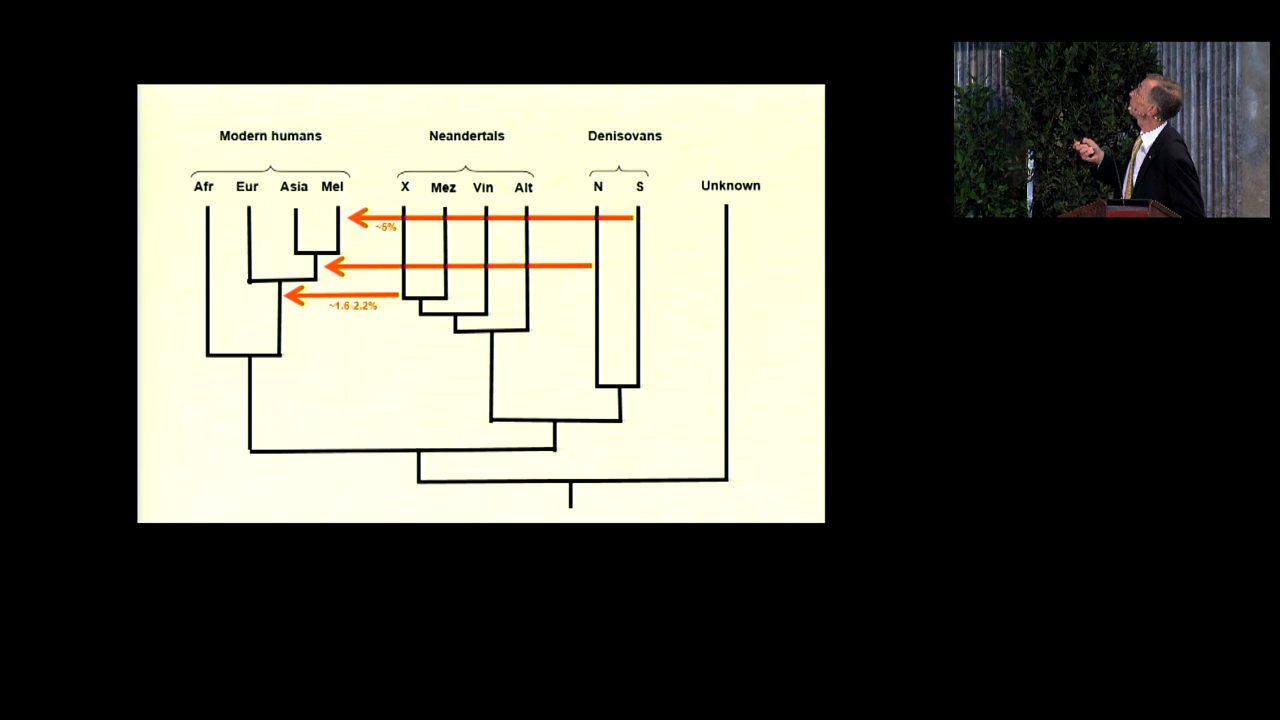 Modern humans Neandertals Denisovans
Afr Eur Asia Mel X Mez Vin Alt N S Unknown
~5%
~1.6-2.2%